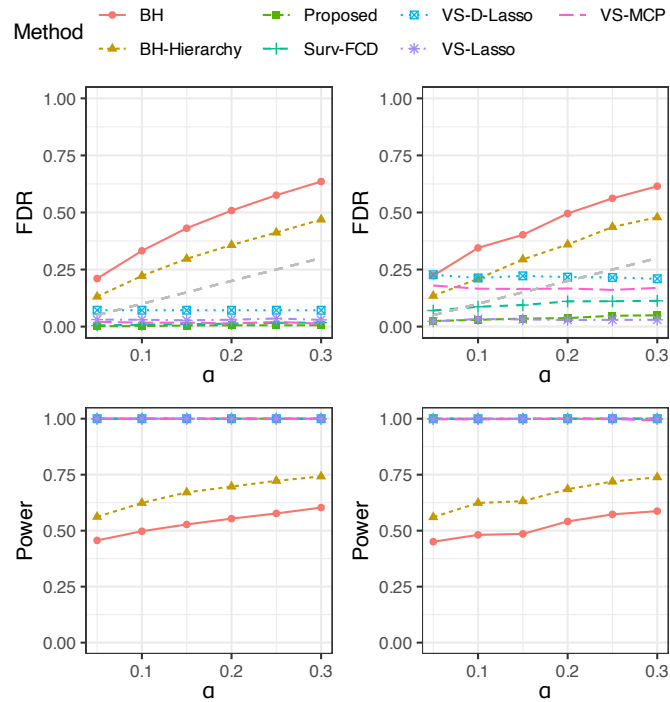 Method
BH
Proposed
VS-D-Lasso
VS-MCP
BH-Hierarchy
Surv-FCD
VS-Lasso
1.00
0.75
0.50
0.25
0.00
FDR
0.1
0.2
0.3
α
1.00
0.75
0.50
0.25
0.00
FDR
0.1
0.2
0.3
α
1.00
0.75
0.50
0.25
0.00
Power
0.1
0.2
0.3
α
1.00
0.75
0.50
0.25
0.00
Power
0.1
0.2
0.3
α